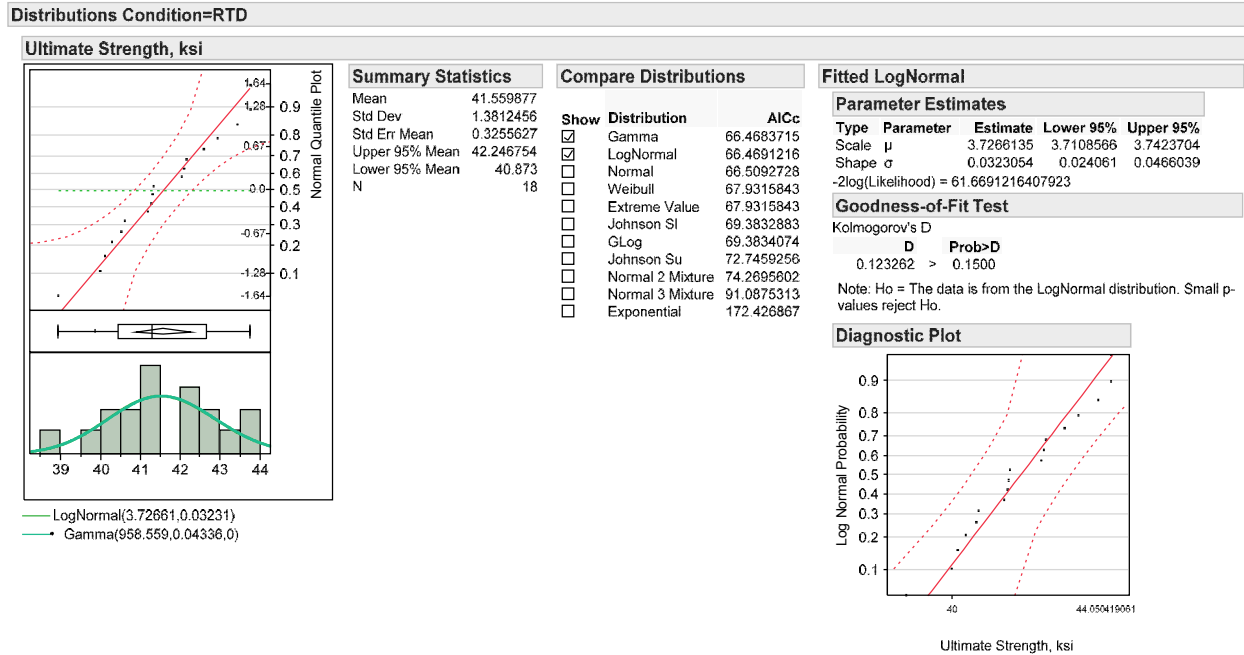 Distributions Condition=RTD
Ultimate Strength, ksi
1.64
1.28
0.67
0.0
-0.67
-1.28
-1.64
0.9
0.8
0.7
0.6
0.5
0.4
0.3
0.2
0.1
Normal Quantile Plot
39 40 41 42 43 44
LogNormal(3.72661,0.03231)
Gamma(958.559,0.04336,0)
Summary Statistics
Mean 41.559877
Std Dev 1.3812456
Std Err Mean 0.3255627
Upper 95% Mean 42.246754
Lower 95% Mean 40.873
N 18
Compare Distributions
Show Distribution AICc
Gamma 66.4683715
LogNormal 66.4691216
Normal 66.5092728
Weibull 67.9315843
Extreme Value 67.9315843
Johnson Sl 69.3832883
GLog 69.3834074
Johnson Su 72.7459256
Normal 2 Mixture 74.2695602
Normal 3 Mixture 91.0875313
Exponential 172.426867
Fitted LogNormal
Parameter Estimates
Type Parameter Estimate Lower 95% Upper 95%
Scale μ 3.7266135 3.7108566 3.7423704
Shape σ 0.0323054 0.024061 0.0466039
-2log(Likelihood) = 61.6691216407923
Goodness-of-Fit Test
Kolmogorov's D
D Prob>D
0.123262 > 0.1500
Note: Ho = The data is from the LogNormal distribution. Small p-
values reject Ho.
Diagnostic Plot
Log Normal Probability
0.9
0.8
0.7
0.6
0.5
0.4
0.3
0.2
0.1
40 44.050419061
Ultimate Strength, ksi